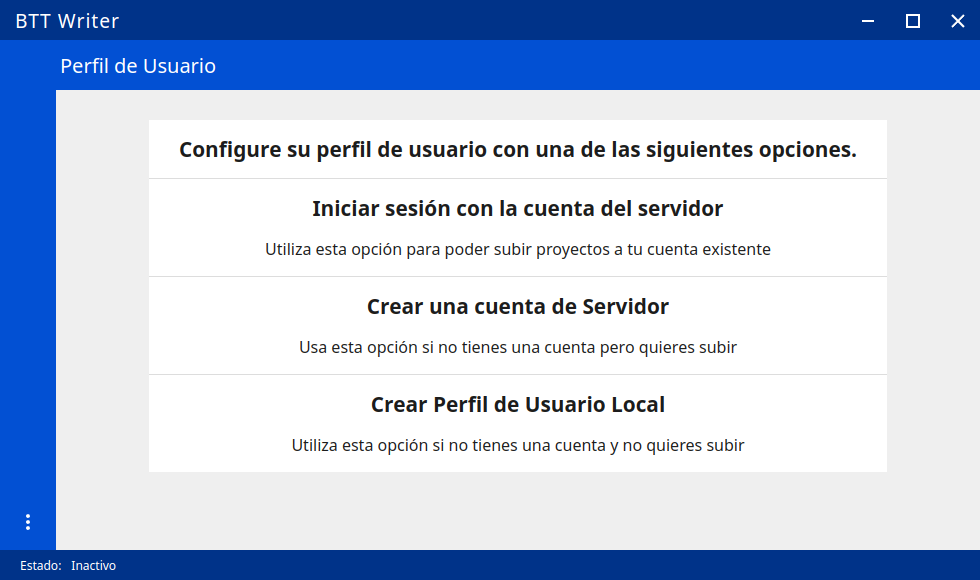 BTT Writer
Perfil de Usuario
Configure su perfil de usuario con una de las siguientes opciones.
Iniciar sesión con la cuenta del servidor
Utiliza esta opción para poder subir proyectos a tu cuenta existente
Crear una cuenta de Servidor
Usa esta opción si no tienes una cuenta pero quieres subir
Crear Perfil de Usuario Local
Utiliza esta opción si no tienes una cuenta y no quieres subir
Estado: Inactivo